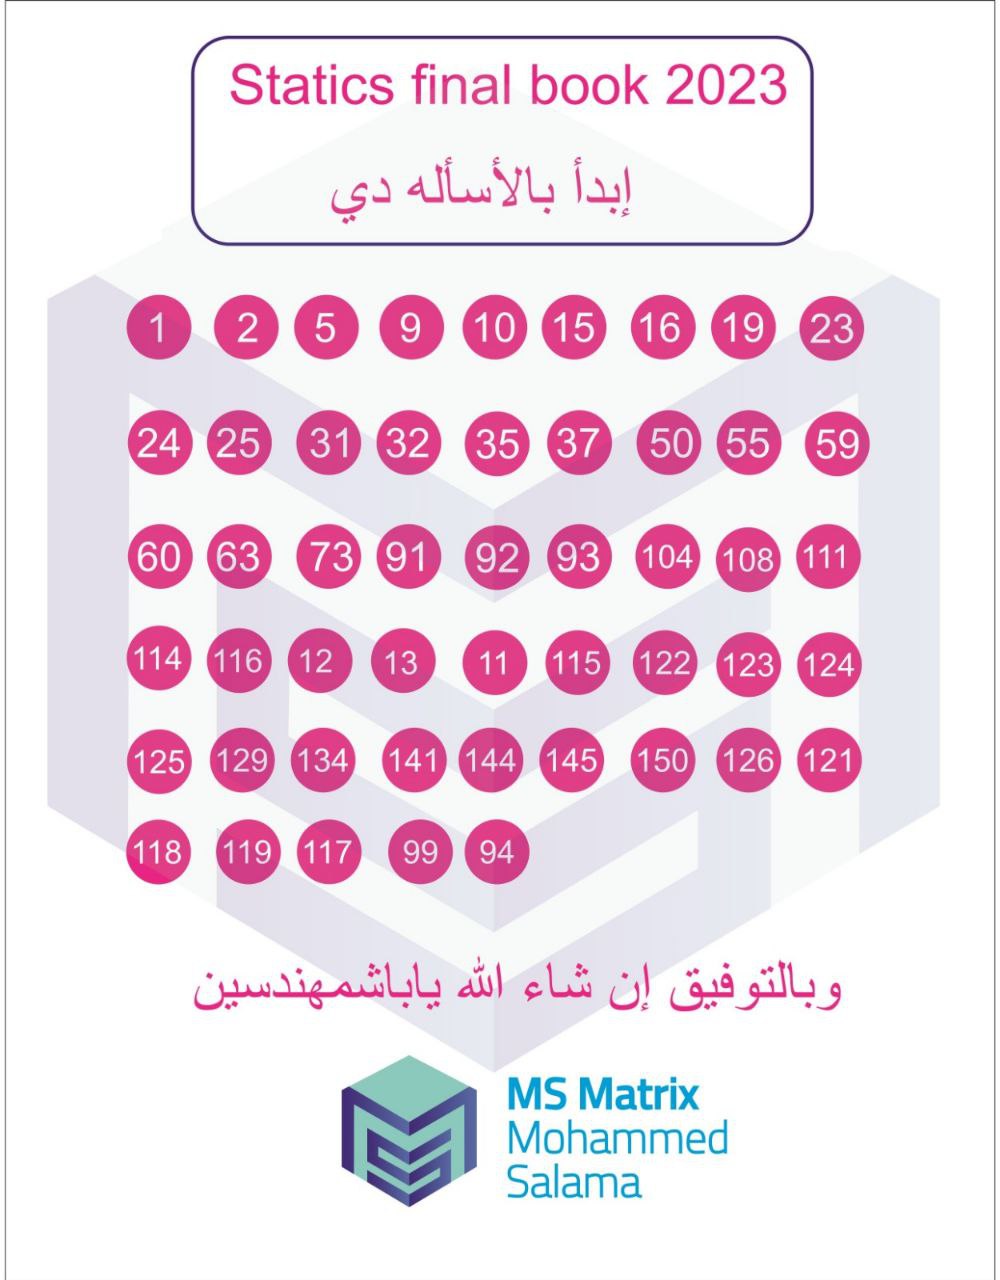 Statics final book 2023
إبدأ بالأسأله دي
1 2 5 9 10 15 16 19 23
24 25 31 32 35 37 50 55 59
60 63 73 91 92 93 104 108 111
114 116 12 13 11 115 122 123 124
125 129 134 141 144 145 150 126 121
118 119 117 99 94
وبالتوفيق إن شاء الله ياباشمهندسين
MS Matrix
Mohammed
Salama